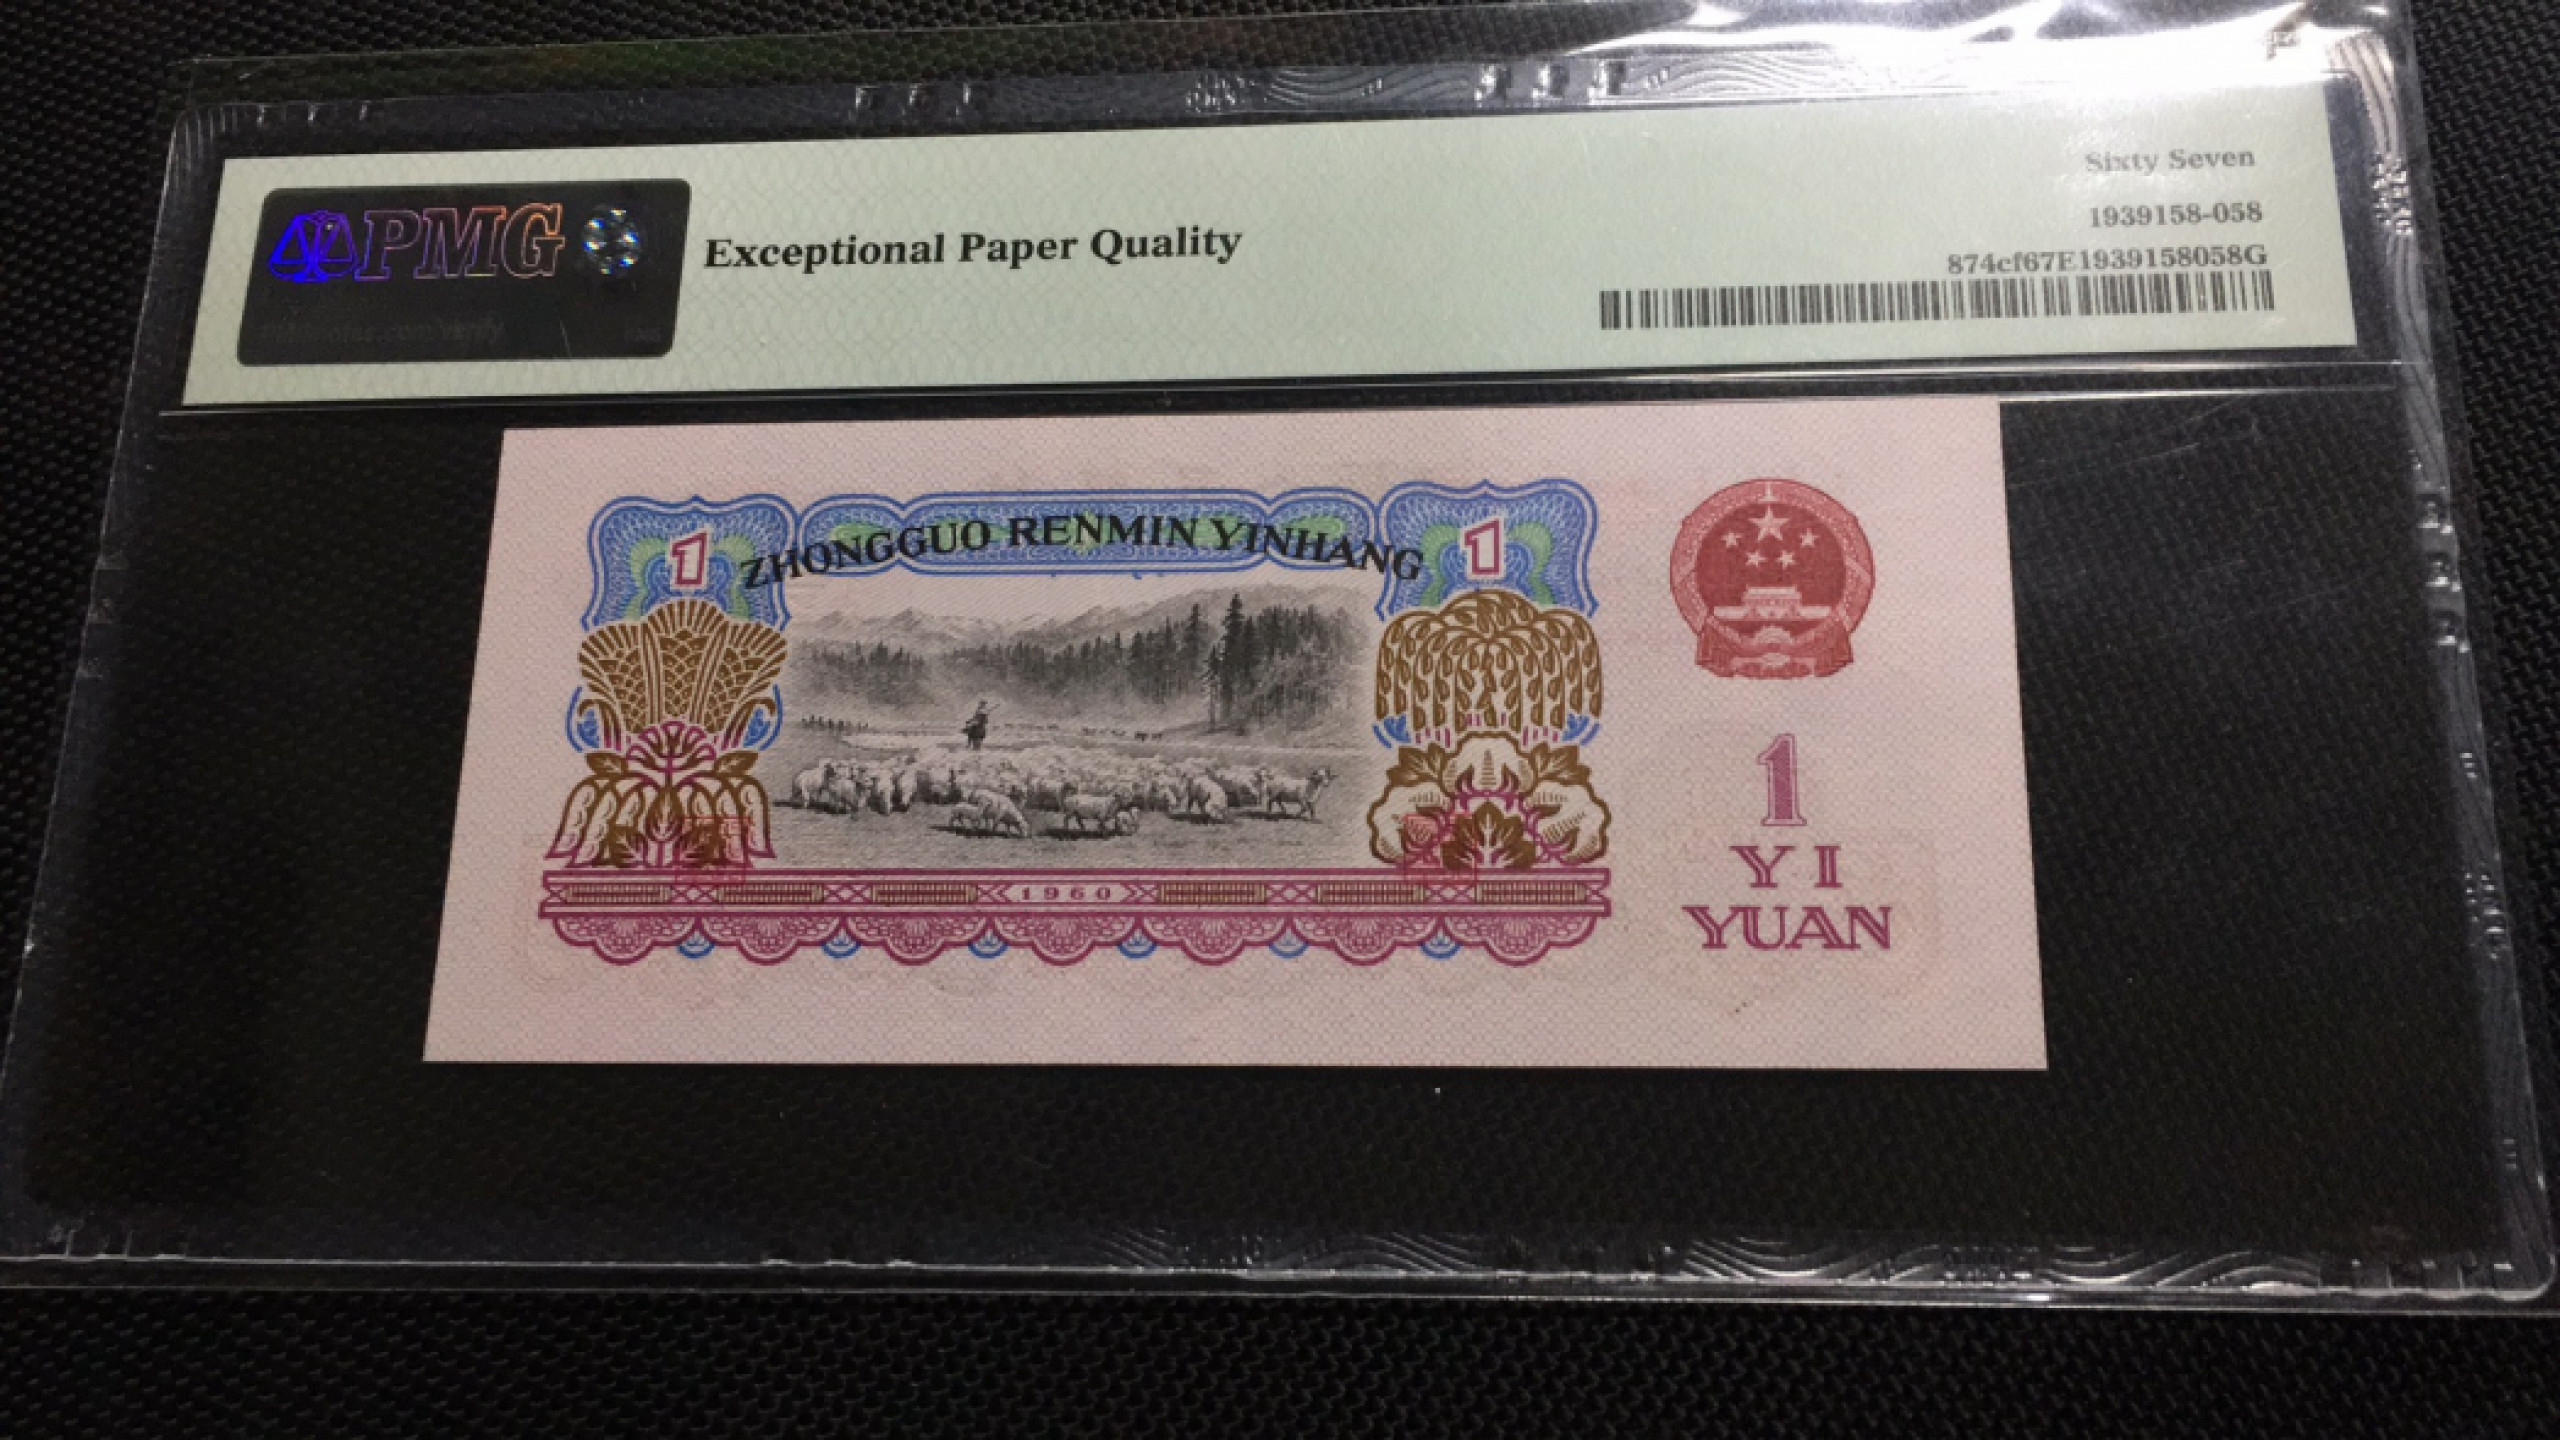 PMG
Exceptional Paper Quality
Sixty Seven
1939158-058
874cf67E1939158058G
1 ZHONGGUO RENMIN YINHANG 1
1960
1
YI
YUAN